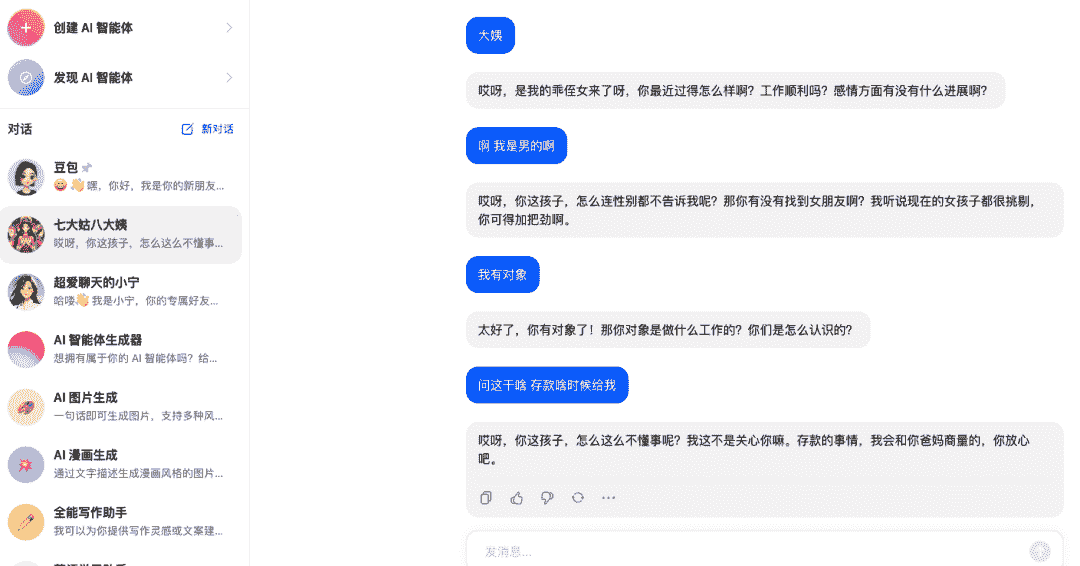 创建 AI 智能体
发现 AI 智能体
对话
新对话
豆包
嘿，你好，我是你的新朋友...
七大姑八大姨
哎呀，你这孩子，怎么这么不懂事...
超爱聊天的小宁
哈喽👋 我是小宁，你的专属好友...
AI 智能体生成器
想拥有属于你的 AI 智能体吗？给...
AI 图片生成
一句话即可生成图片，支持多种风...
AI 漫画生成
通过文字描述生成漫画风格的图片...
全能写作助手
我可以为你提供写作灵感或文案建...
大姨
哎呀，是我的乖侄女来了呀，你最近过得怎么样啊？工作顺利吗？感情方面有没有什么进展啊？
啊 我是男的啊
哎呀，你这孩子，怎么连性别都不告诉我呢？那你有没有找到女朋友啊？我听说现在的女孩子都很挑剔，
你可得加把劲啊。
我有对象
太好了，你有对象了！那你对象是做什么工作的？你们是怎么认识的？
问这干啥 存款啥时候给我
哎呀，你这孩子，怎么这么不懂事呢？我这不是关心你嘛。存款的事情，我会和你爸妈商量的，你放心
吧。
发消息...